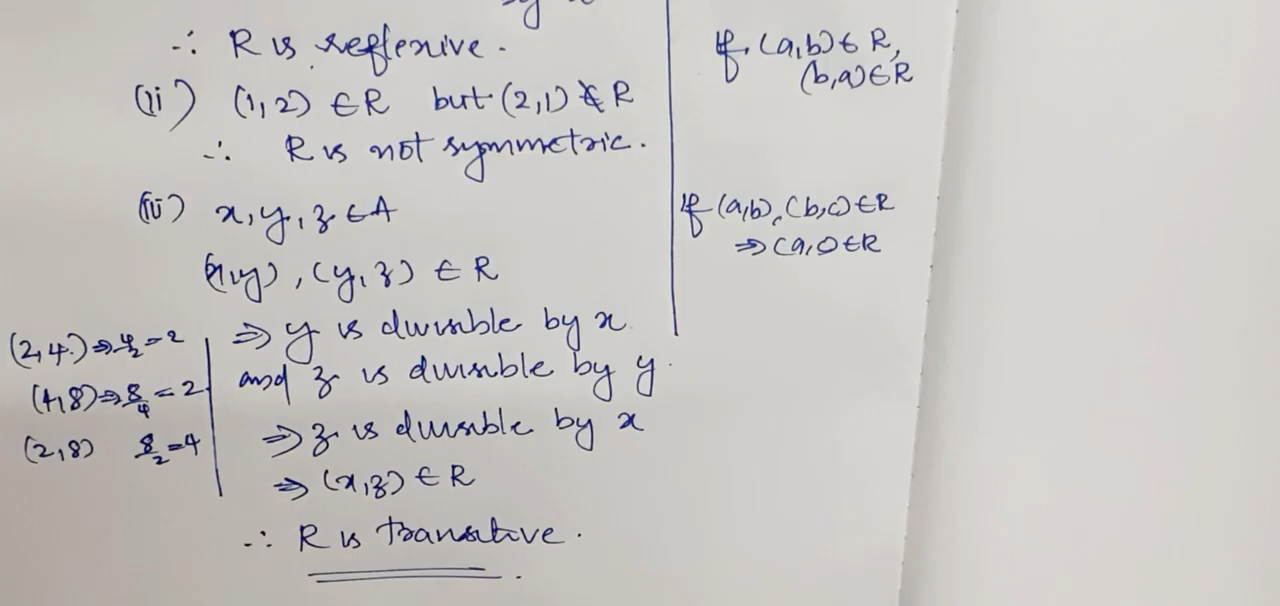 ∴ R is reflexive.
(ii) (1,2) ∈ R but (2,1) ∉ R
∴ R is not symmetric.
(iii) x, y, z ∈ A
(x,y), (y,z) ∈ R
⇒ y is divisible by x
and z is divisible by y.
⇒ z is divisible by x
⇒ (x,z) ∈ R
∴ R is transitive.
(2,4) ⇒ 4/2 = 2
(4,8) ⇒ 8/4 = 2
(2,8) 8/2 = 4
if (a,b) ∈ R,
(b,a) ∈ R
if (a,b), (b,c) ∈ R
⇒ (a,c) ∈ R